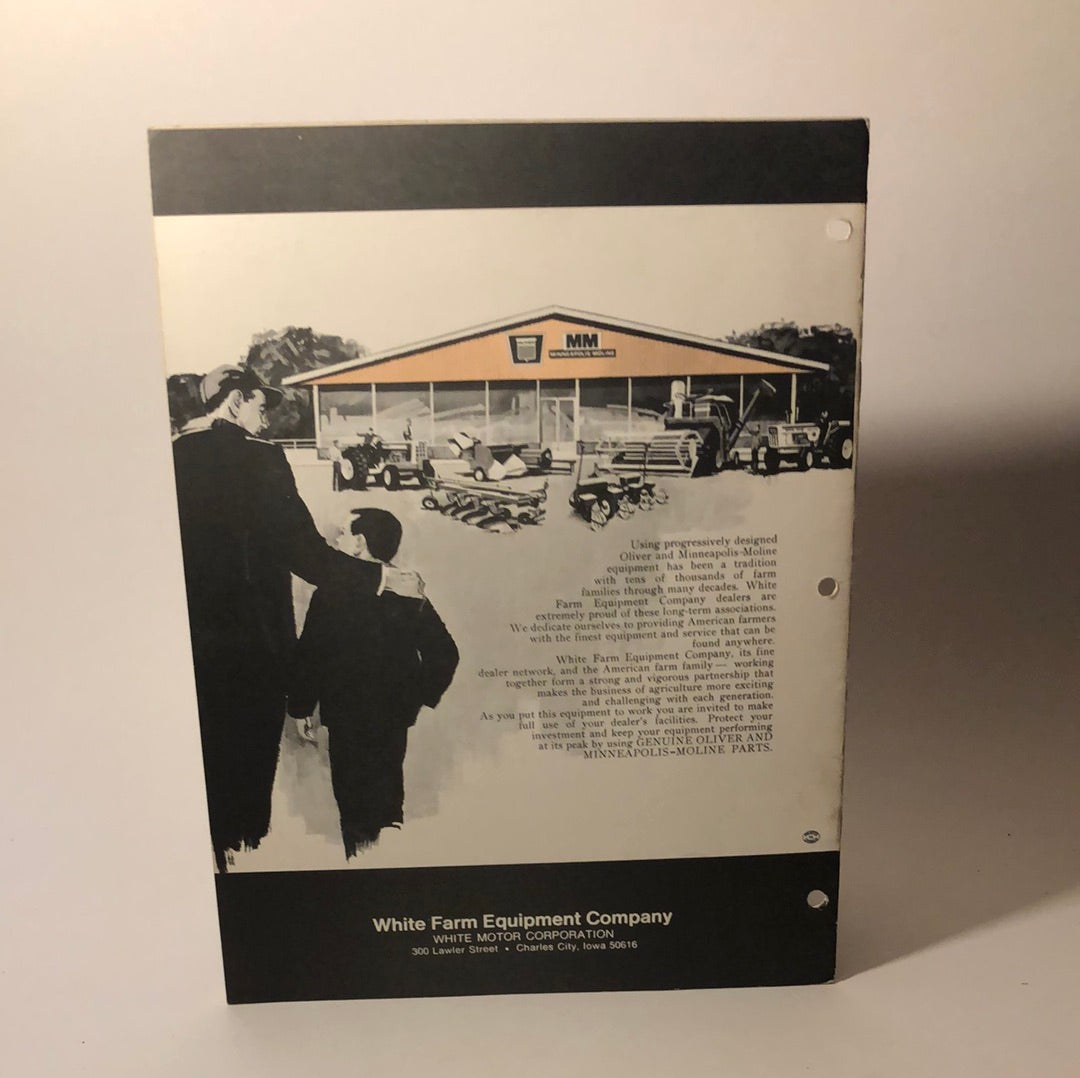 MM
MINNEAPOLIS-MOLINE
Using progressively designed
Oliver and Minneapolis-Moline
equipment has been a tradition
with tens of thousands of farm
families through many decades. White
Farm Equipment Company dealers are
extremely proud of these long-term associations.
We dedicate ourselves to providing American farmers
with the finest equipment and service that can be
found anywhere.
White Farm Equipment Company, its fine
dealer network, and the American farm family — working
together form a strong and vigorous partnership that
makes the business of agriculture more exciting
and challenging with each generation.
As you put this equipment to work you are invited to make
full use of your dealer's facilities. Protect your
investment and keep your equipment performing
at its peak by using GENUINE OLIVER AND
MINNEAPOLIS-MOLINE PARTS.
White Farm Equipment Company
WHITE MOTOR CORPORATION
300 Lawler Street • Charles City, Iowa 50616